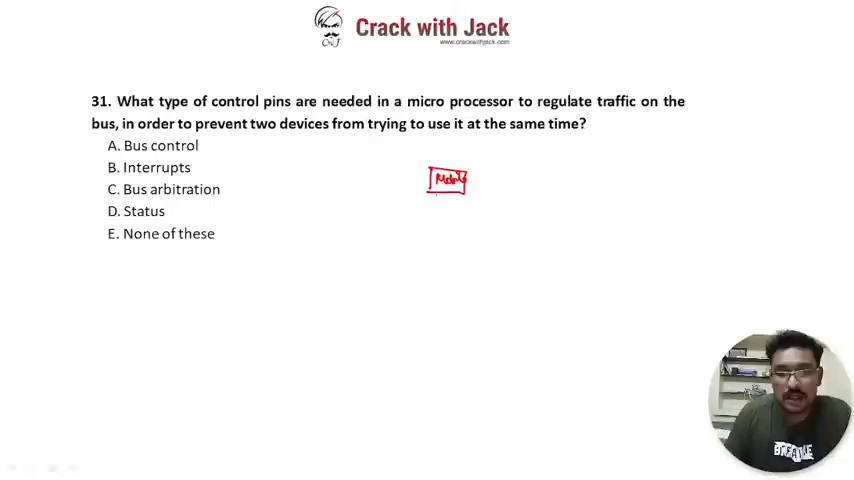 Crack with Jack
CWJ
www.crackwithjack.com
31. What type of control pins are needed in a micro processor to regulate traffic on the
bus, in order to prevent two devices from trying to use it at the same time?
A. Bus control
B. Interrupts
C. Bus arbitration
D. Status
E. None of these